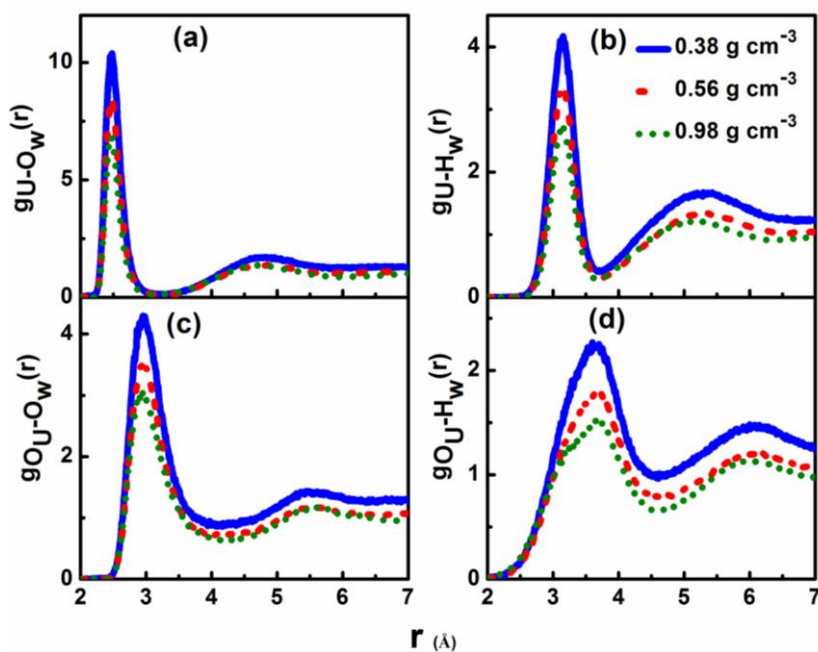 (a)
10
5
0
gU-OW(r)
(b)
0.38 g cm-3
0.56 g cm-3
0.98 g cm-3
4
2
0
gU-HW(r)
(c)
4
2
0
gOU-OW(r)
2 3 4 5 6 7
(d)
2
1
0
gOU-HW(r)
2 3 4 5 6 7
r (Å)